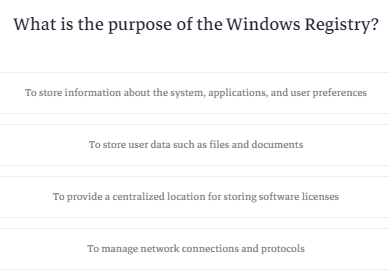 What is the purpose of the Windows Registry?
To store information about the system, applications, and user preferences
To store user data such as files and documents
To provide a centralized location for storing software licenses
To manage network connections and protocols